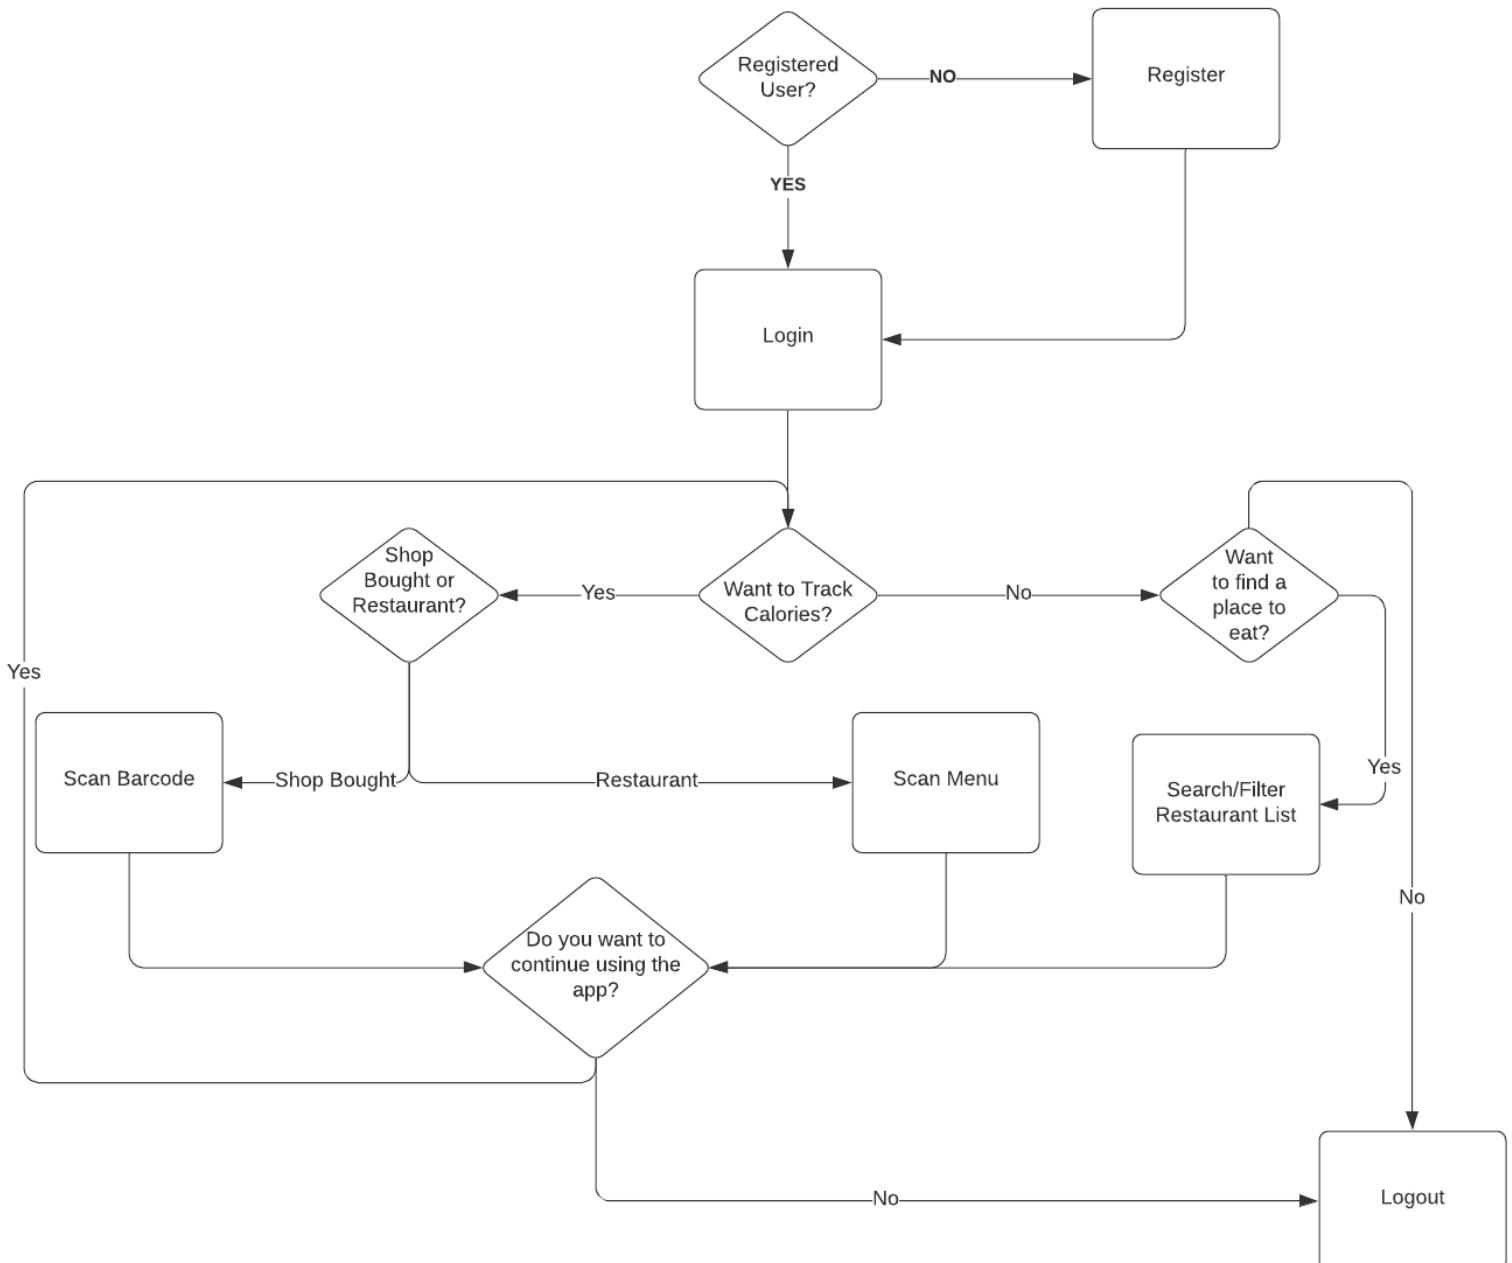 Registered
User?
NO
Register
YES
Login
Shop
Bought or
Restaurant?
Yes
Want to Track
Calories?
No
Want
to find a
place to
eat?
Yes
Scan Barcode
Shop Bought
Restaurant
Scan Menu
Search/Filter
Restaurant List
Yes
No
Do you want to
continue using the
app?
No
Logout